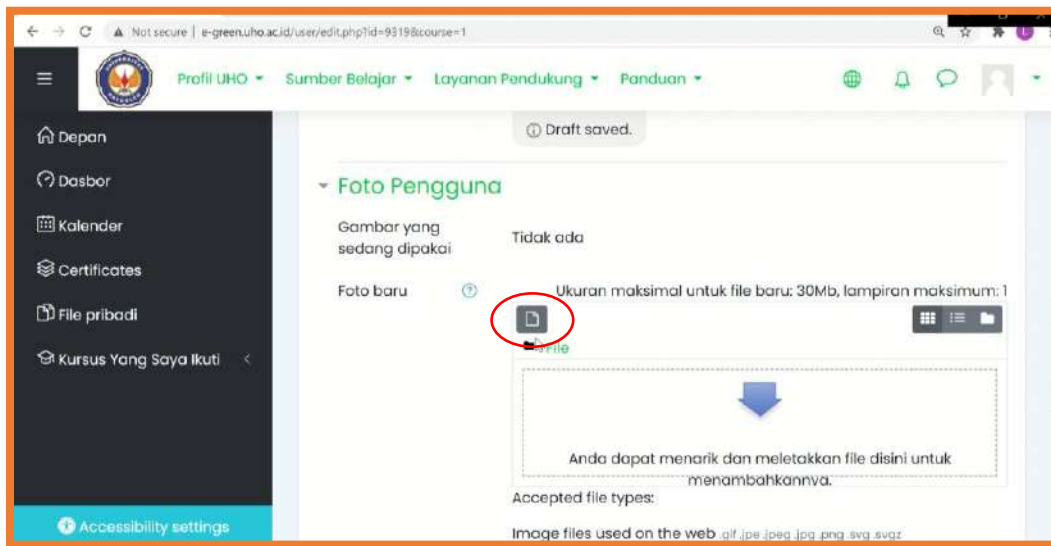 Not secure | e-green.uho.ac.id/user/edit.php?id=9319&course=1
Profil UHO Sumber Belajar Layanan Pendukung Panduan
Depan
Dasbor
Kalender
Certificates
File pribadi
Kursus Yang Saya Ikuti
Accessibility settings
Draft saved.
Foto Pengguna
Gambar yang sedang dipakai
Tidak ada
Foto baru
Ukuran maksimal untuk file baru: 30Mb, lampiran maksimum: 1
File
Anda dapat menarik dan meletakkan file disini untuk
menambahkannya.
Accepted file types:
Image files used on the web .gif .jpe .jpeg .jpg .png .svg .svgz